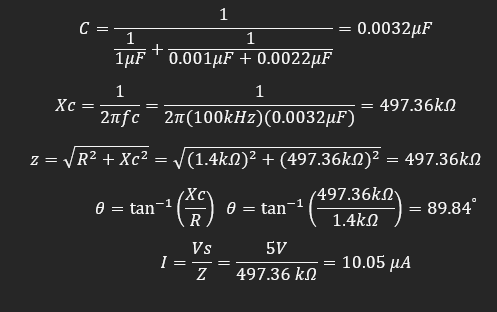 C = 1 / (1/1μF + 1/(0.001μF + 0.0022μF)) = 0.0032μF
Xc = 1/2πfc = 1/2π(100kHz)(0.0032μF) = 497.36kΩ
z = √(R² + Xc²) = √((1.4kΩ)² + (497.36kΩ)²) = 497.36kΩ
θ = tan⁻¹(Xc/R) θ = tan⁻¹(497.36kΩ/1.4kΩ) = 89.84°
I = Vs/Z = 5V/497.36 kΩ = 10.05 μA